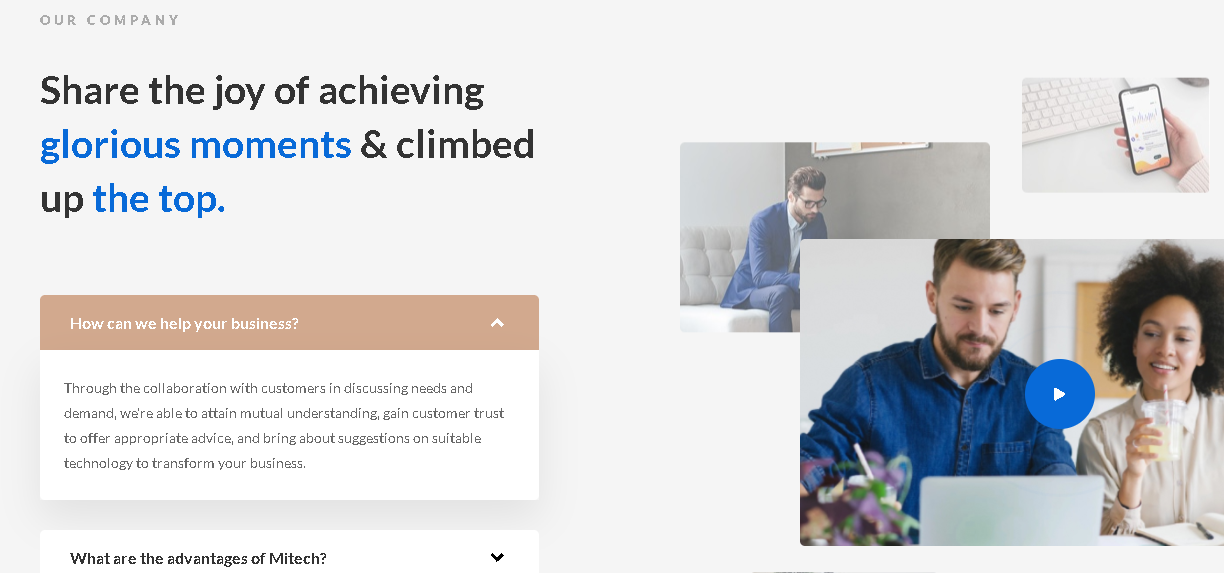 OUR COMPANY
Share the joy of achieving
glorious moments & climbed
up the top.
How can we help your business?
Through the collaboration with customers in discussing needs and
demand, we're able to attain mutual understanding, gain customer trust
to offer appropriate advice, and bring about suggestions on suitable
technology to transform your business.
What are the advantages of Mitech?